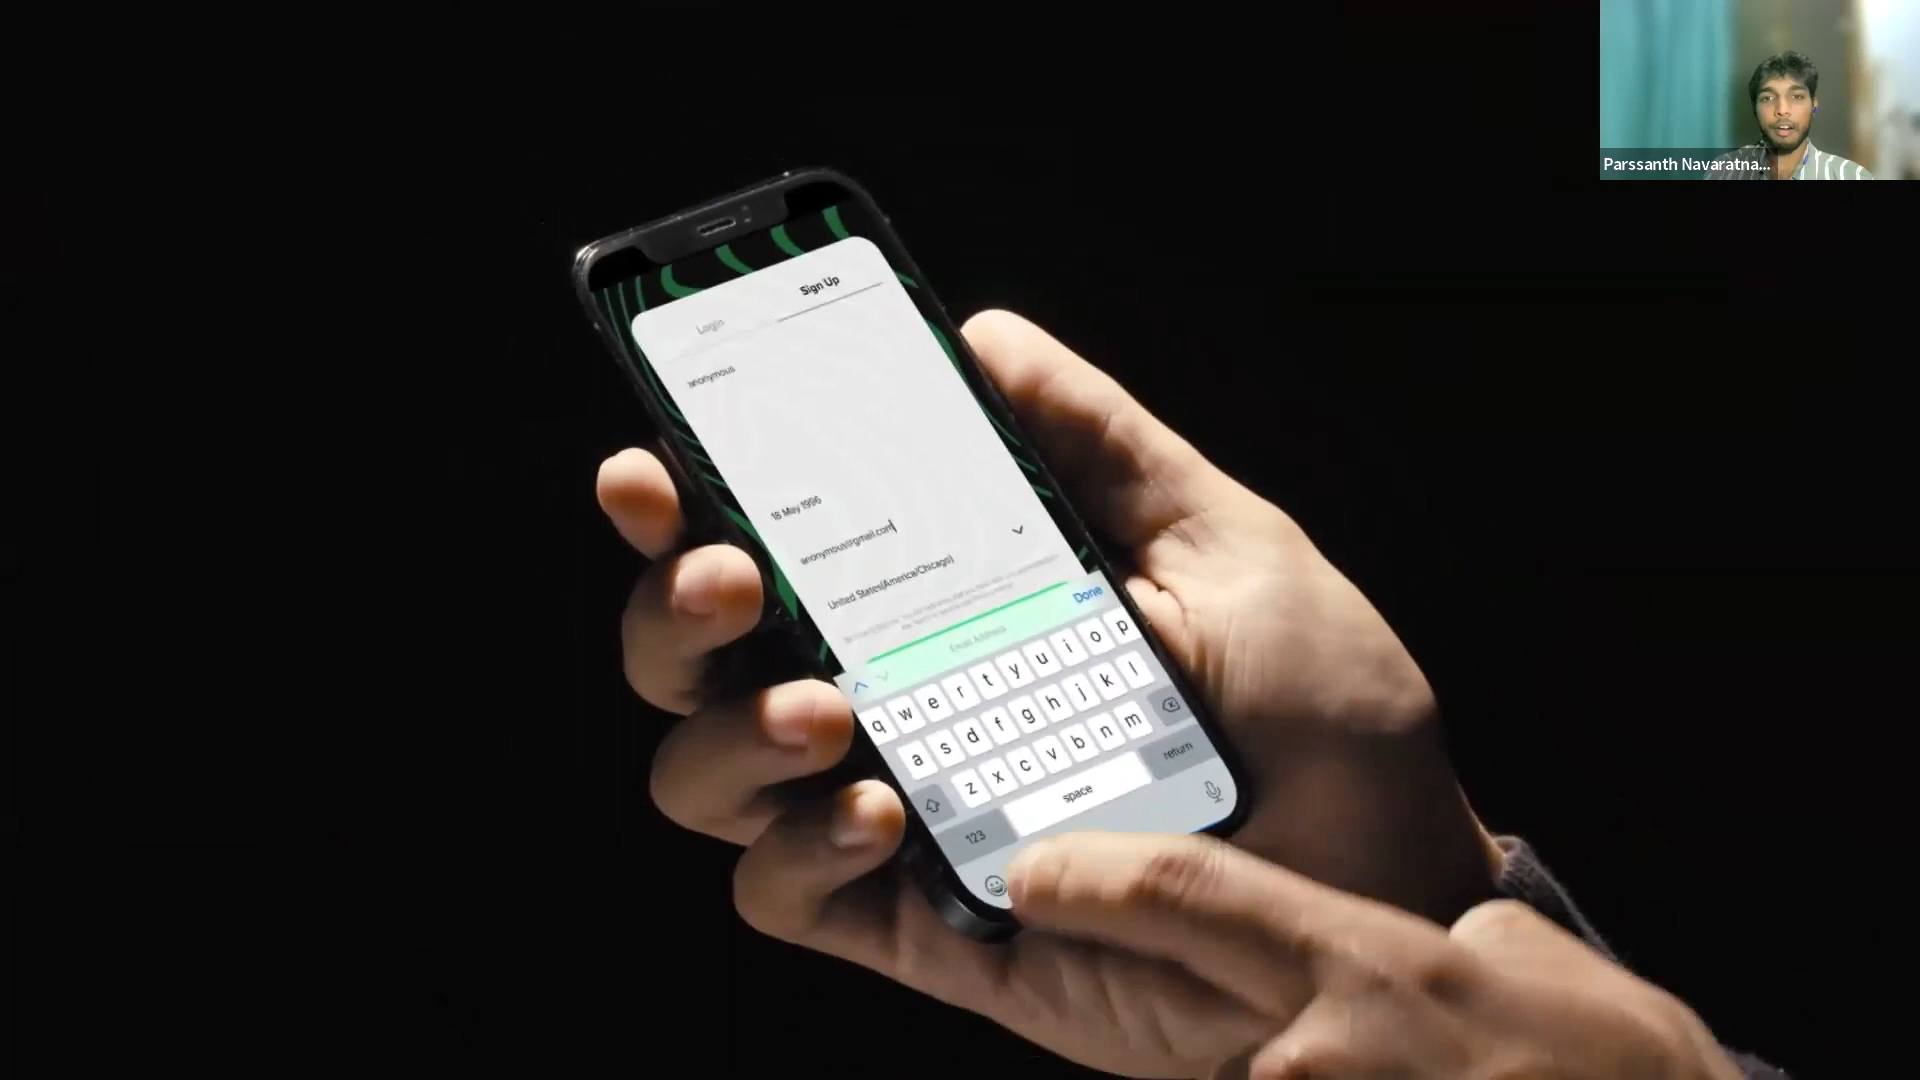 Parssanth Navaratna...
Login
Sign Up
anonymous
18 May 1996
anonymous@gmail.com
United States(America/Chicago)
Done
Email Address
q w e r t y u i o p
a s d f g h j k l
z x c v b n m
123
space
return